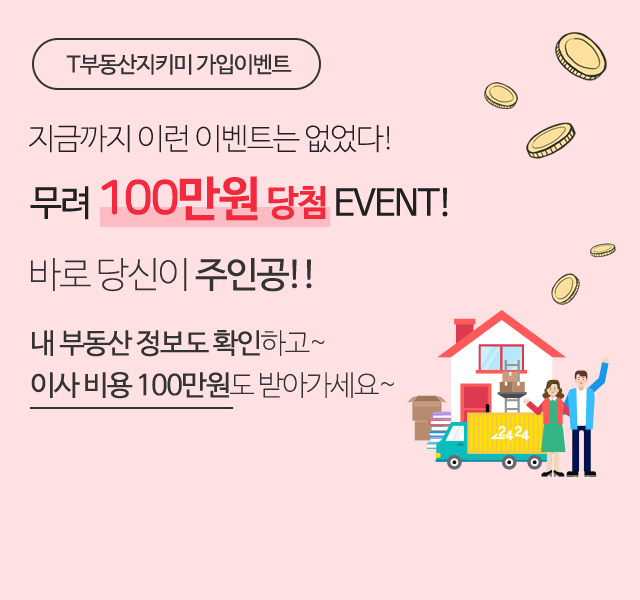 T부동산지키미 가입이벤트
지금까지 이런 이벤트는 없었다!
무려 100만원 당첨 EVENT!
바로 당신이 주인공!!
내 부동산 정보도 확인하고~
이사 비용 100만원도 받아가세요~
2424